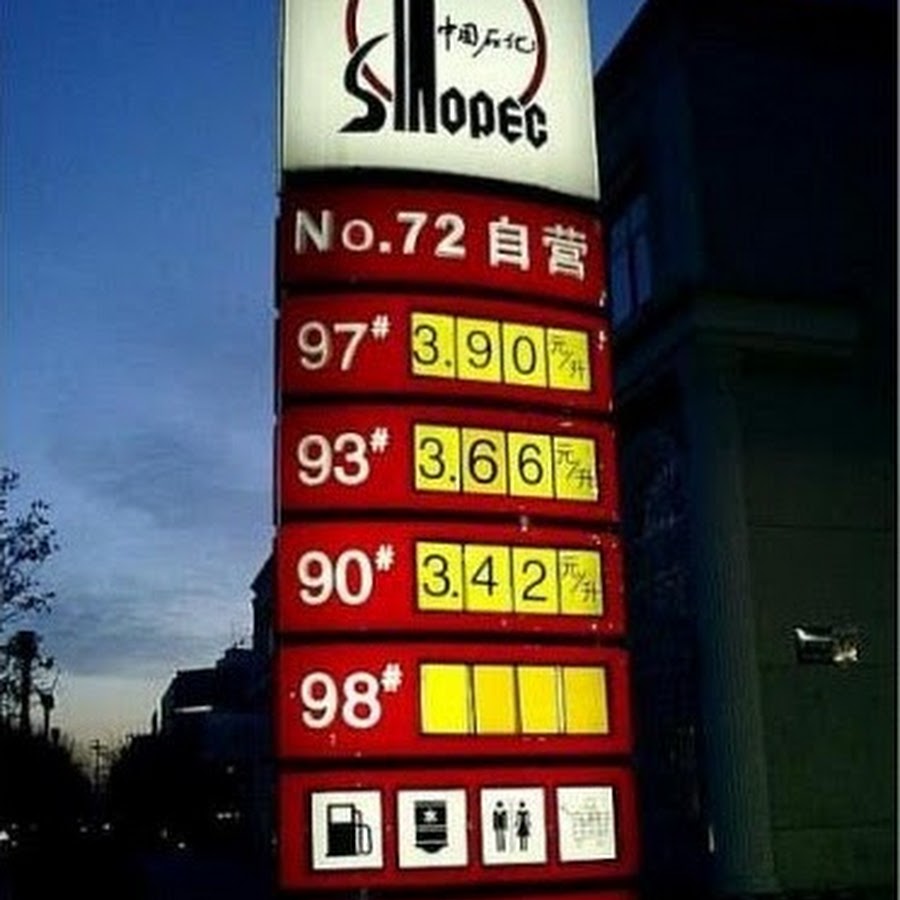 中国石化
SINOPEC
No.72 自营
97# 3.90 元/升
93# 3.66 元/升
90# 3.42 元/升
98#